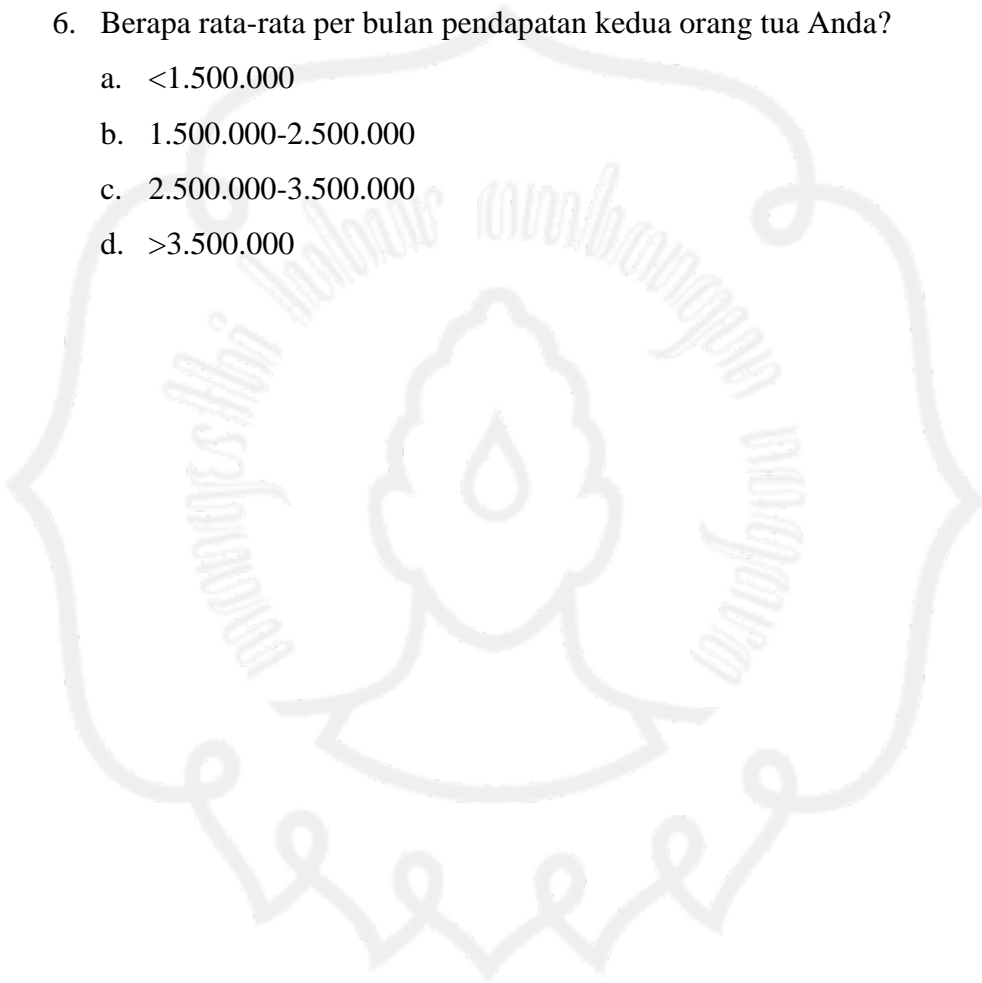 6. Berapa rata-rata per bulan pendapatan kedua orang tua Anda?
a. <1.500.000
b. 1.500.000-2.500.000
c. 2.500.000-3.500.000
d. >3.500.000